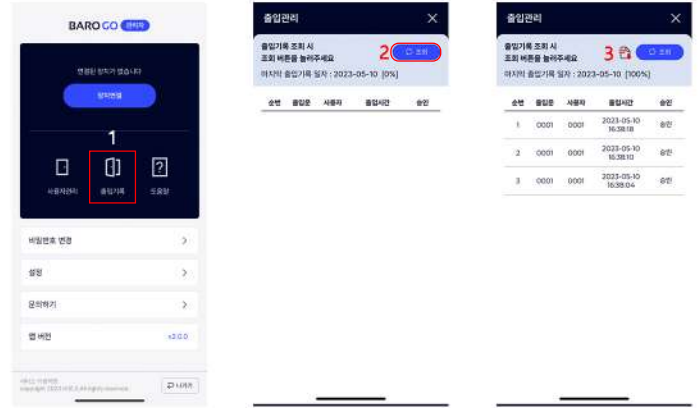 BARO GO 관리자
연결된 장치가 없습니다
장치연결
1
사용자관리
출입기록
도움말
비밀번호 변경
설정
문의하기
앱 버전
v2.0.0
나가기
출입관리
출입기록 조회 시
조회 버튼을 눌러주세요
2
조회
마지막 출입기록 일자 : 2023-05-10 [0%]
순번 출입문 사용자 출입시간 승인
출입관리
출입기록 조회 시
조회 버튼을 눌러주세요
3
조회
마지막 출입기록 일자 : 2023-05-10 [100%]
순번 출입문 사용자 출입시간 승인
1 0001 0001 2023-05-10 16:38:18 승인
2 0001 0001 2023-05-10 16:38:10 승인
3 0001 0001 2023-05-10 16:38:04 승인